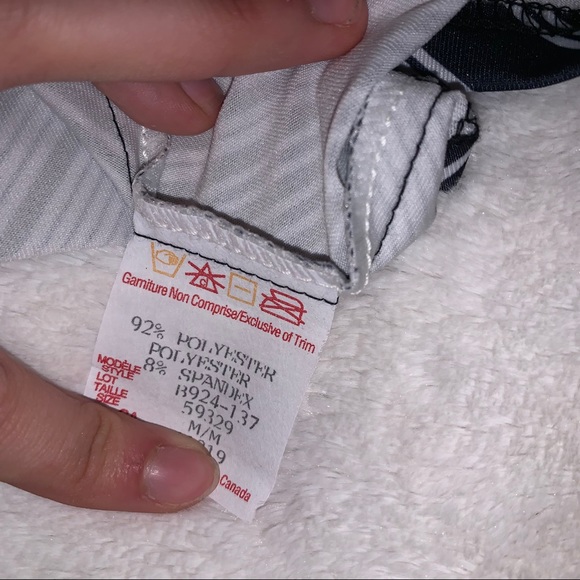 Garniture Non Comprise/Exclusive of Trim
92% POLYESTER
POLYESTER
8% SPANDEX
MODÈLE
STYLE B924-137
LOT 59329
TAILLE
SIZE M/M
Canada